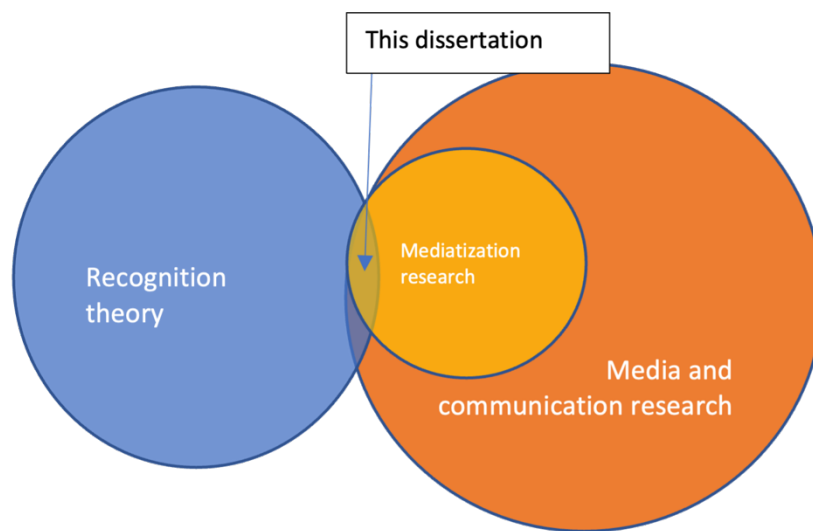 This dissertation
Recognition
theory
Mediatization
research
Media and
communication research